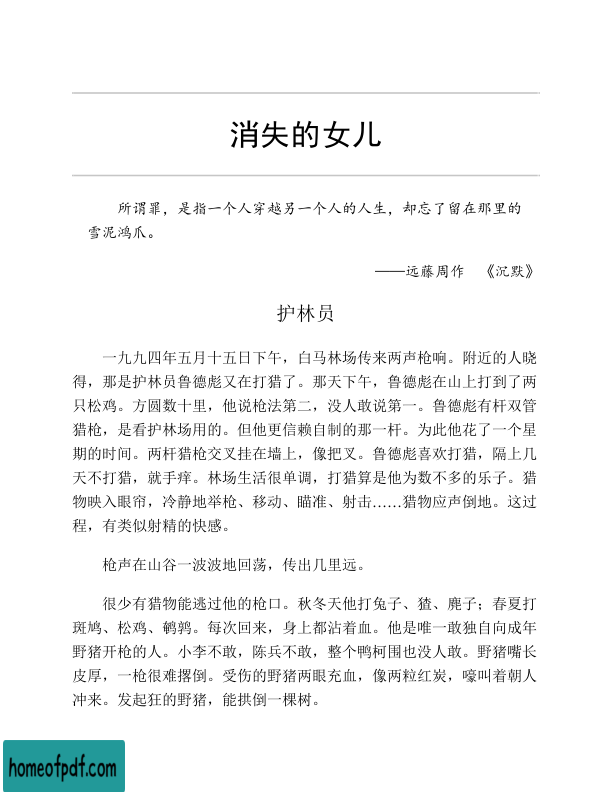 消失的女儿
所谓罪，是指一个人穿越另一个人的人生，却忘了留在那里的
雪泥鸿爪。
——远藤周作　《沉默》
护林员
一九九四年五月十五日下午，白马林场传来两声枪响。附近的人晓
得，那是护林员鲁德彪又在打猎了。那天下午，鲁德彪在山上打到了两
只松鸡。方圆数十里，他说枪法第二，没人敢说第一。鲁德彪有杆双管
猎枪，是看护林场用的。但他更信赖自制的那一杆。为此他花了一个星
期的时间。两杆猎枪交叉挂在墙上，像把叉。鲁德彪喜欢打猎，隔上几
天不打猎，就手痒。林场生活很单调，打猎算是他为数不多的乐子。猎
物映入眼帘，冷静地举枪、移动、瞄准、射击……猎物应声倒地。这过
程，有类似射精的快感。
枪声在山谷一波波地回荡，传出几里远。
很少有猎物能逃过他的枪口。秋冬天他打兔子、猹、麂子；春夏打
斑鸠、松鸡、鹌鹑。每次回来，身上都沾着血。他是唯一敢独自向成年
野猪开枪的人。小李不敢，陈兵不敢，整个鸭柯围也没人敢。野猪嘴长
皮厚，一枪很难撂倒。受伤的野猪两眼充血，像两粒红炭，嚎叫着朝人
冲来。发起狂的野猪，能拱倒一棵树。
homeofpdf.com